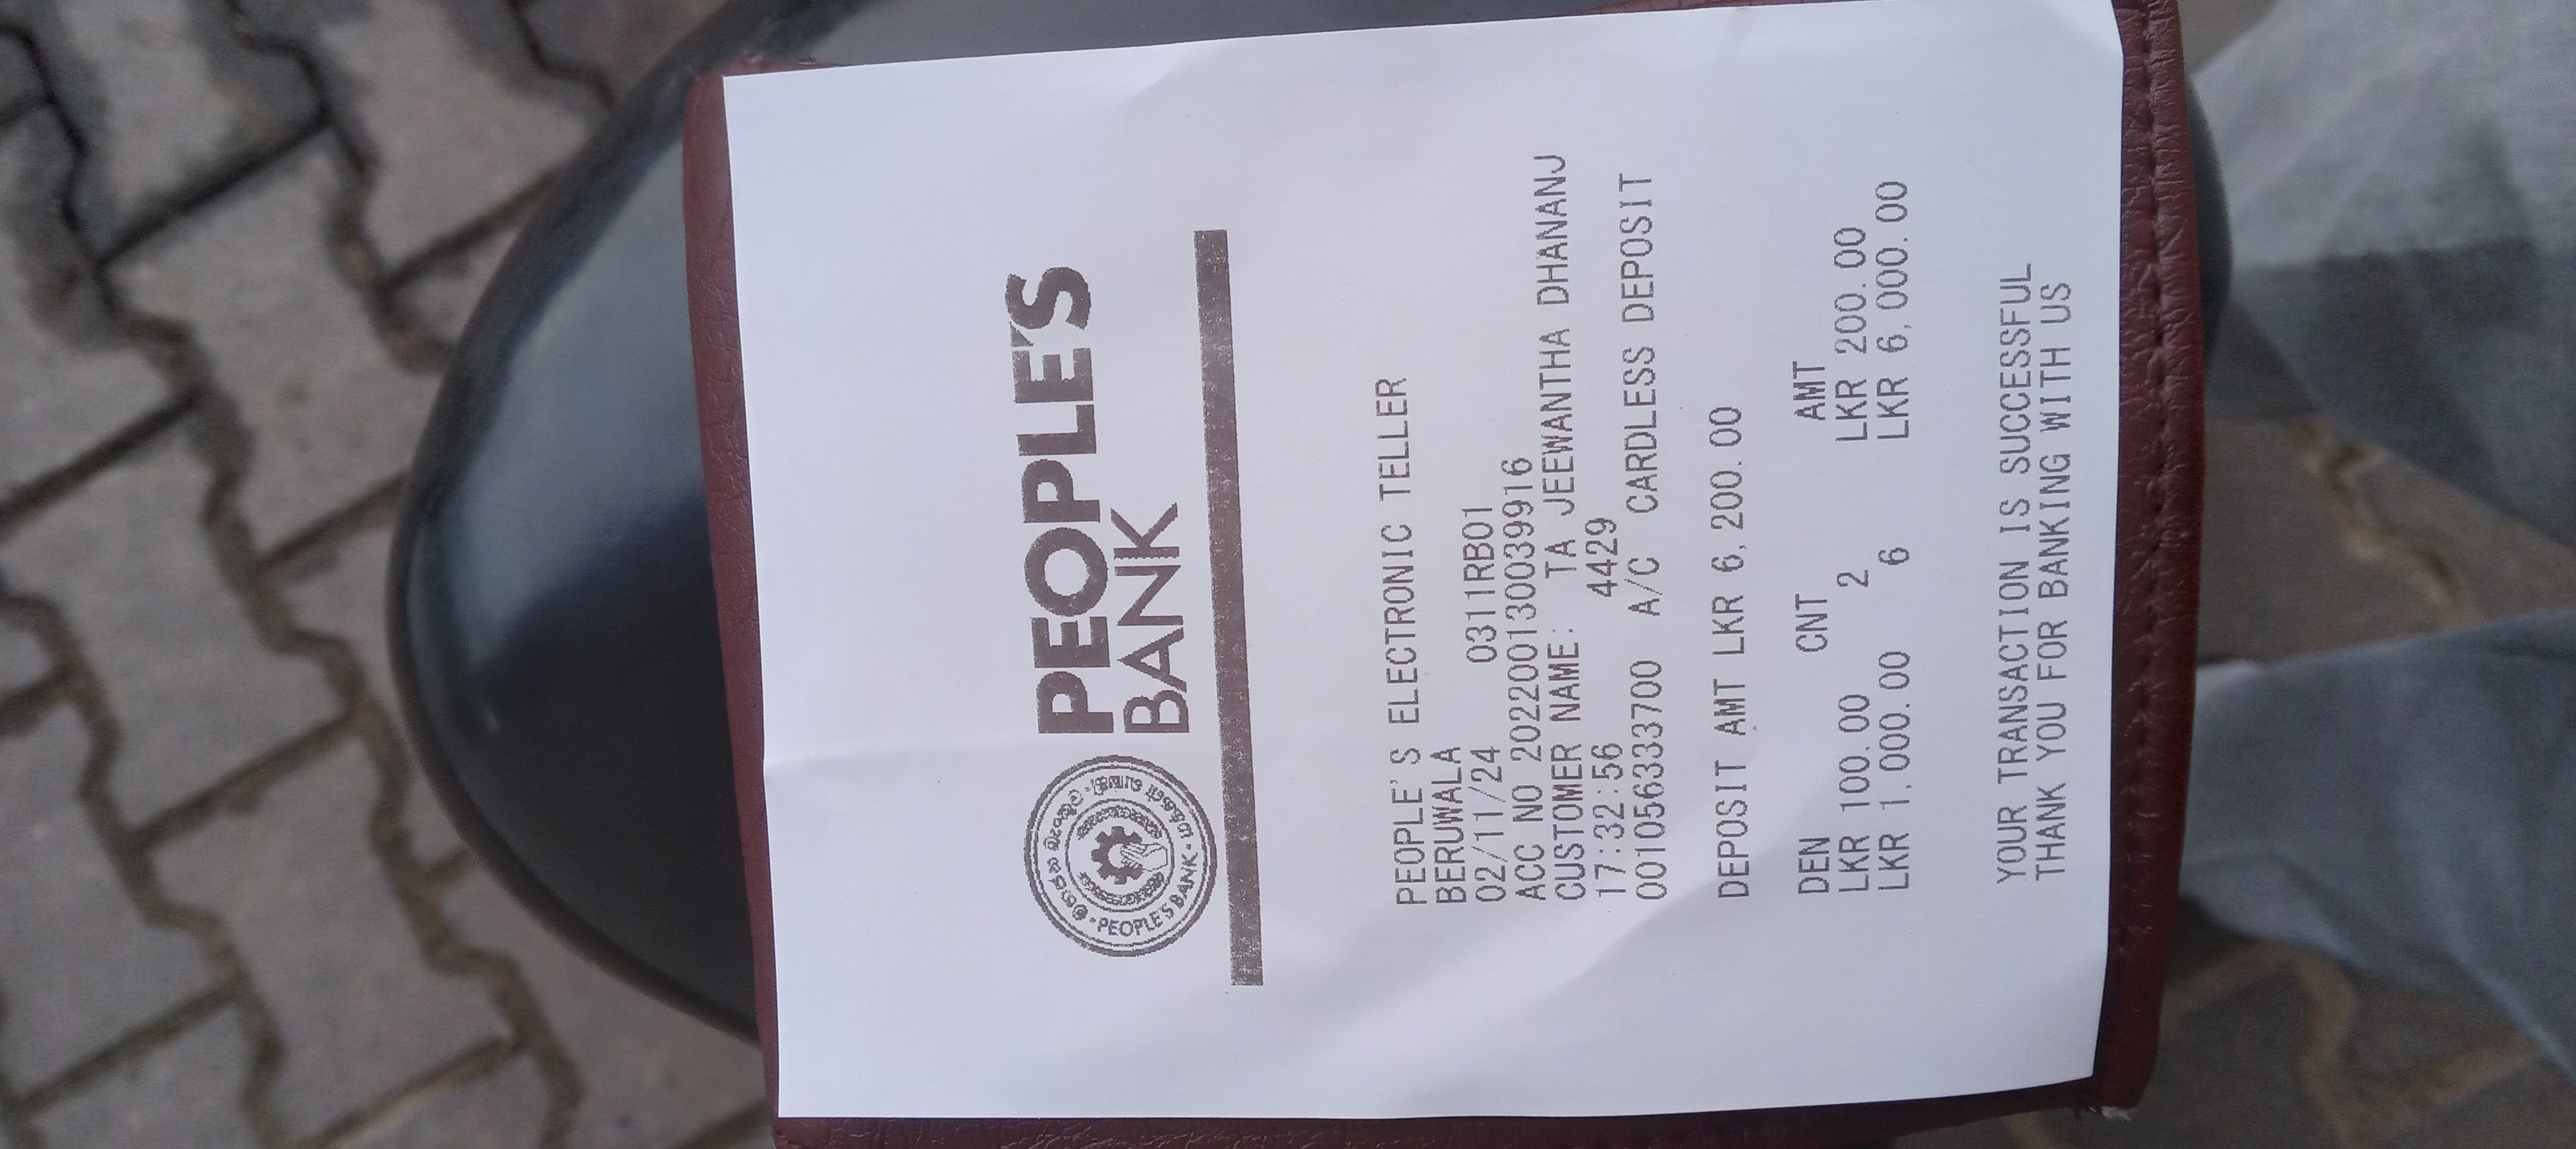 PEOPLE'S
BANK
PEOPLE'S BANK
PEOPLE'S ELECTRONIC TELLER
BERUWALA
02/11/24 0311RB01
ACC NO 202200130039916
CUSTOMER NAME: TA JEEWANTHA DHANANJ
17:32:56 4429
001056333700 A/C CARDLESS DEPOSIT
DEPOSIT AMT LKR 6,200.00
DEN CNT AMT
LKR 100.00 2 LKR 200.00
LKR 1,000.00 6 LKR 6,000.00
YOUR TRANSACTION IS SUCCESSFUL
THANK YOU FOR BANKING WITH US